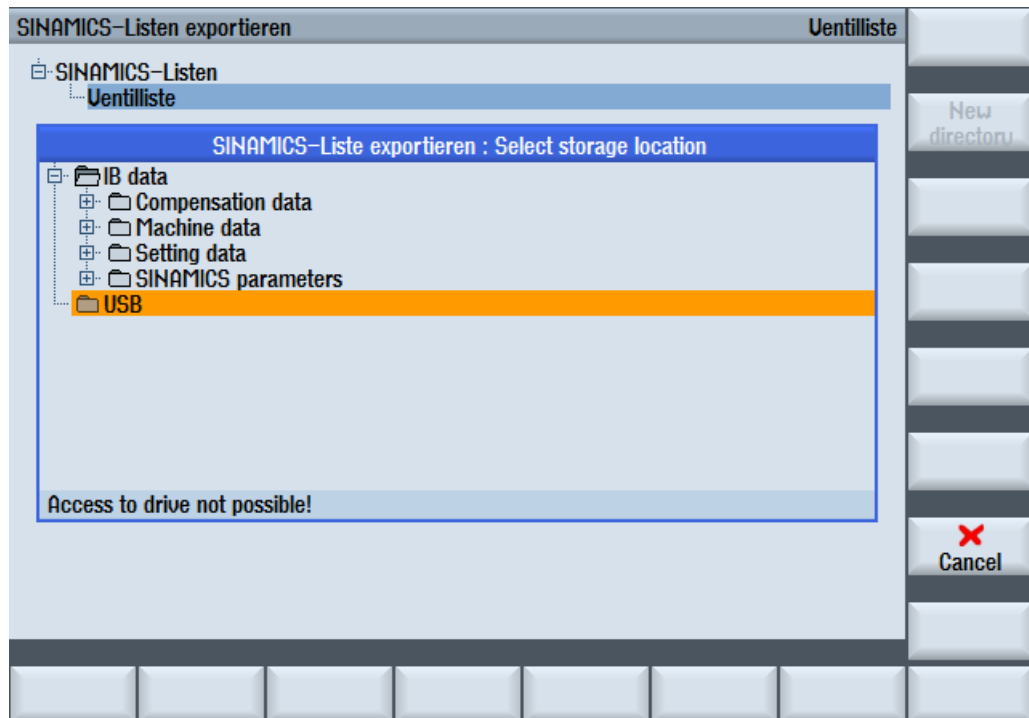 SINAMICS-Listen exportieren Ventilliste
SINAMICS-Listen
Ventilliste
SINAMICS-Liste exportieren : Select storage location
IB data
Compensation data
Machine data
Setting data
SINAMICS parameters
USB
Access to drive not possible!
New
directory
Cancel